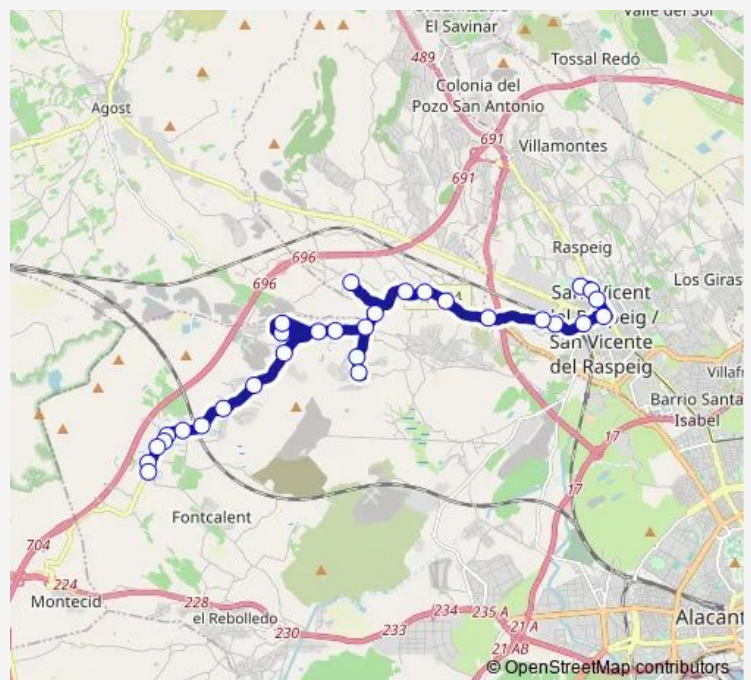 Valle del Sol
El Savinar
Tossal Redó
489
Colonia del
Pozo San Antonio
Agost
691
Villamontes
691
Raspeig
696
696
Los Giras
San Vicent
del Raspeig /
San Vicente
del Raspeig
Villafr
Barrio Santa
Isabel
17
17
Fontcalent
704
224
Montecid
228
el Rebolledo
230
233
234
235 A
21 A
21 AB
Alacant
© OpenStreetMap contributors